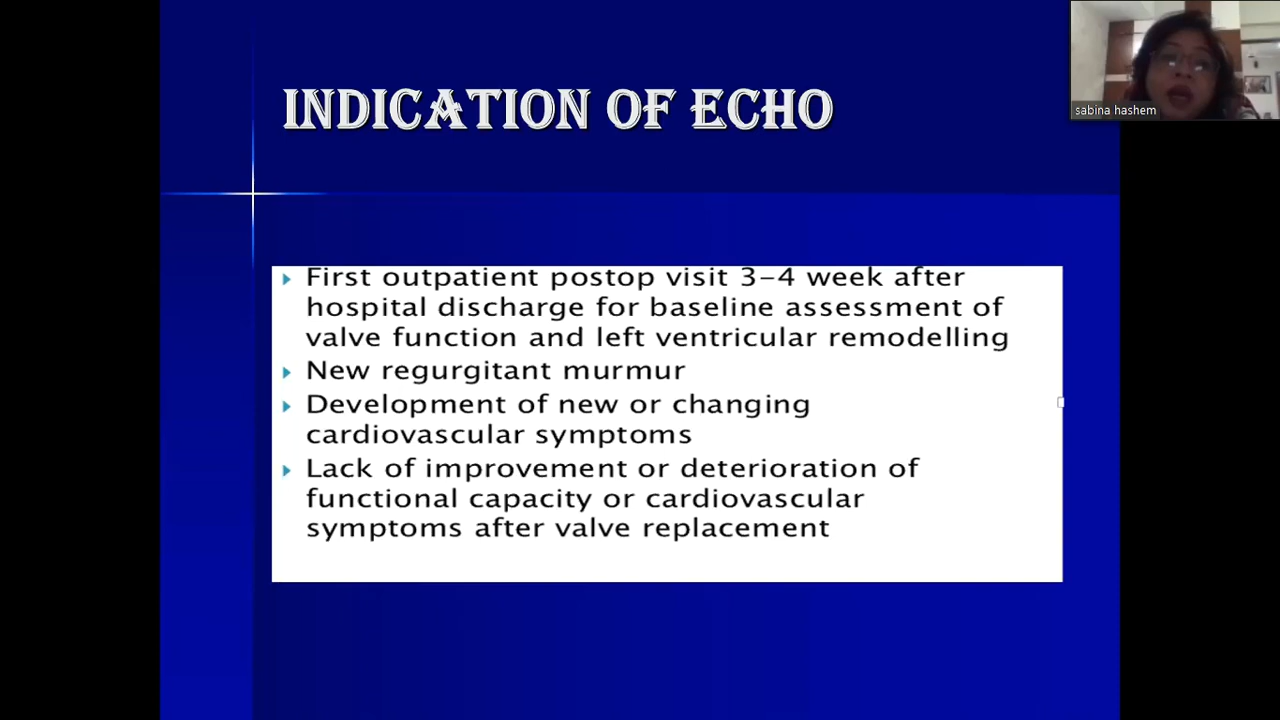 INDICATION OF ECHO
sabina hashem
First outpatient postop visit 3–4 week after
hospital discharge for baseline assessment of
valve function and left ventricular remodelling
New regurgitant murmur
Development of new or changing
cardiovascular symptoms
Lack of improvement or deterioration of
functional capacity or cardiovascular
symptoms after valve replacement